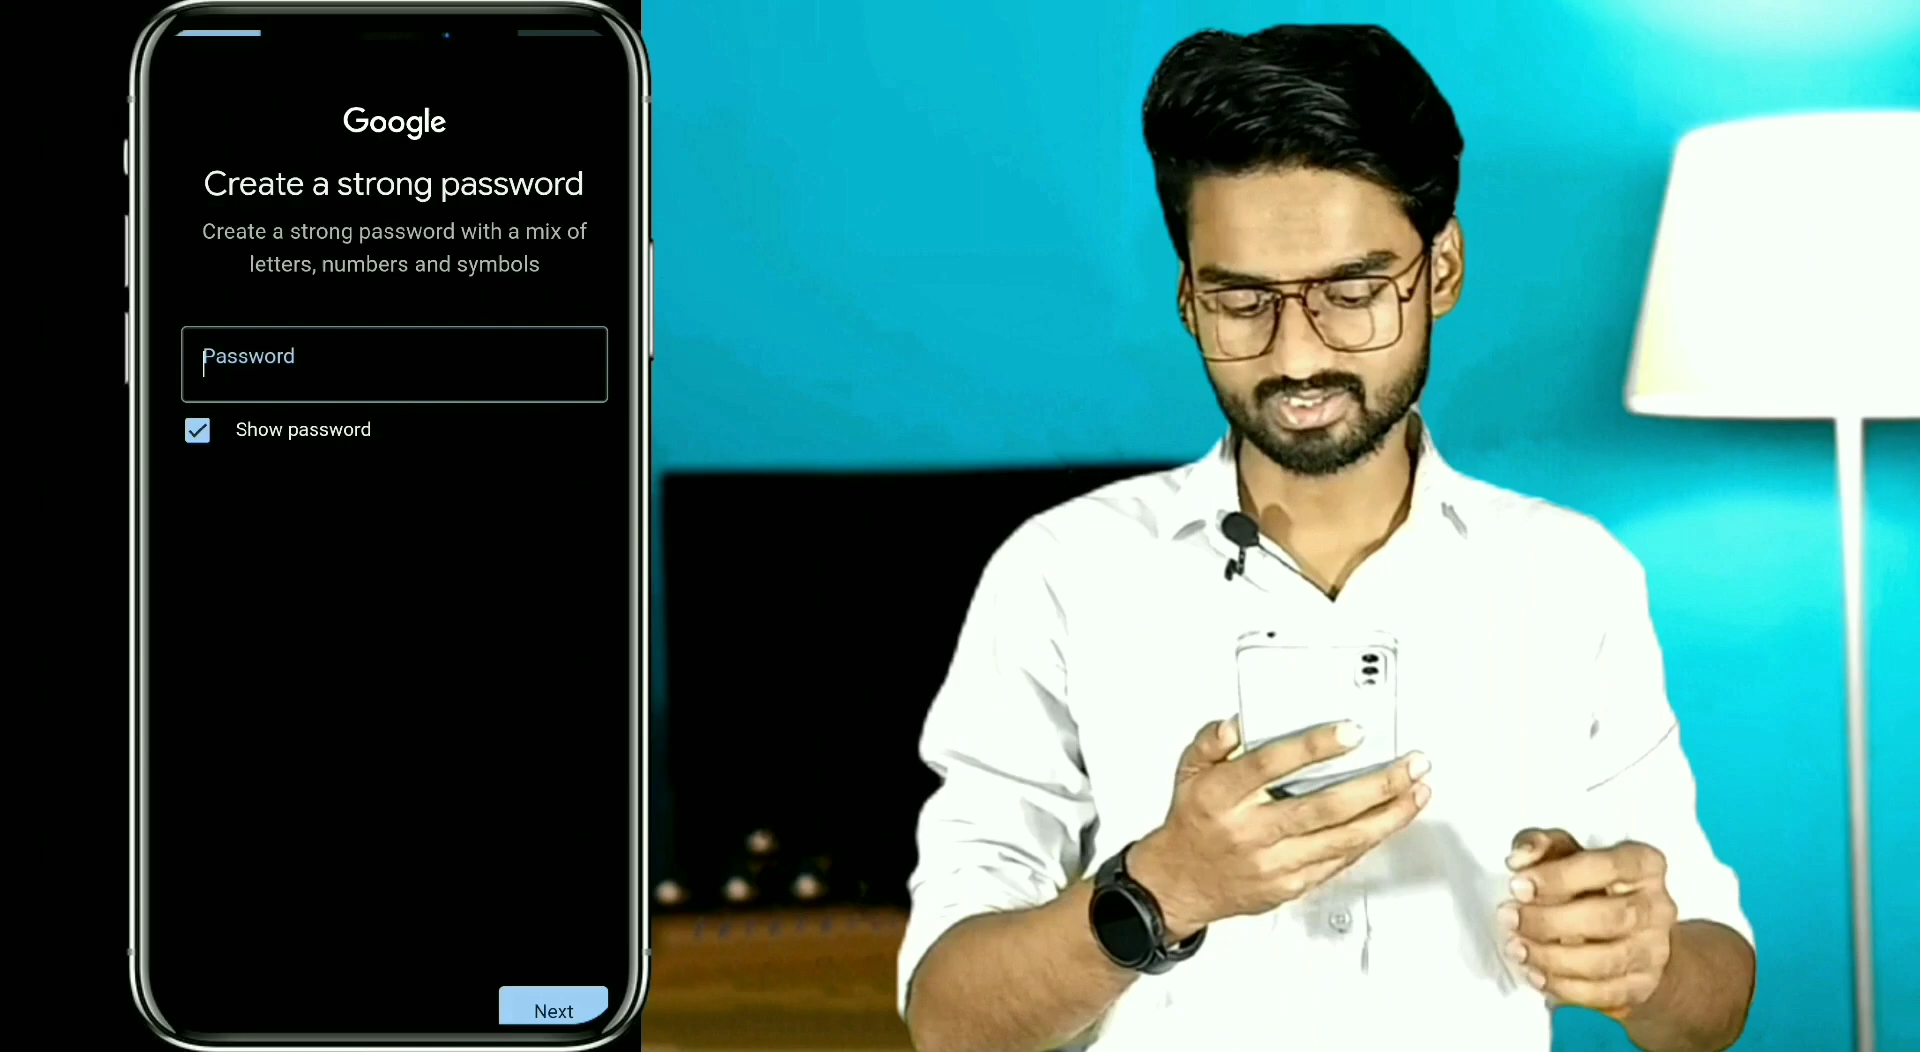 Google
Create a strong password
Create a strong password with a mix of
letters, numbers and symbols
Password
Show password
Next